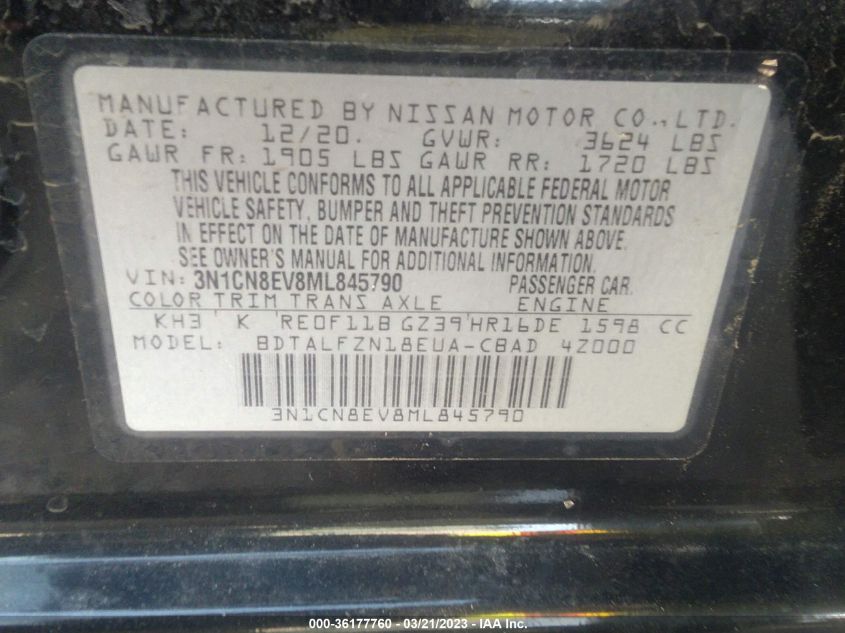 MANUFACTURED BY NISSAN MOTOR CO., LTD.
DATE: 12/20. GVWR: 3624 LBS
GAWR FR: 1905 LBS GAWR RR: 1720 LBS
THIS VEHICLE CONFORMS TO ALL APPLICABLE FEDERAL MOTOR
VEHICLE SAFETY, BUMPER AND THEFT PREVENTION STANDARDS
IN EFFECT ON THE DATE OF MANUFACTURE SHOWN ABOVE.
SEE OWNER'S MANUAL FOR ADDITIONAL INFORMATION.
VIN: 3N1CN8EV8ML845790 PASSENGER CAR.
COLOR TRIM TRANS AXLE ENGINE
KH3 K RE0F11B GZ39 HR16DE 1598 CC
MODEL: BDTALFZN18EUA-CBAD 4Z000
3N1CN8EV8ML845790
000-36177760 - 03/21/2023 - IAA Inc.